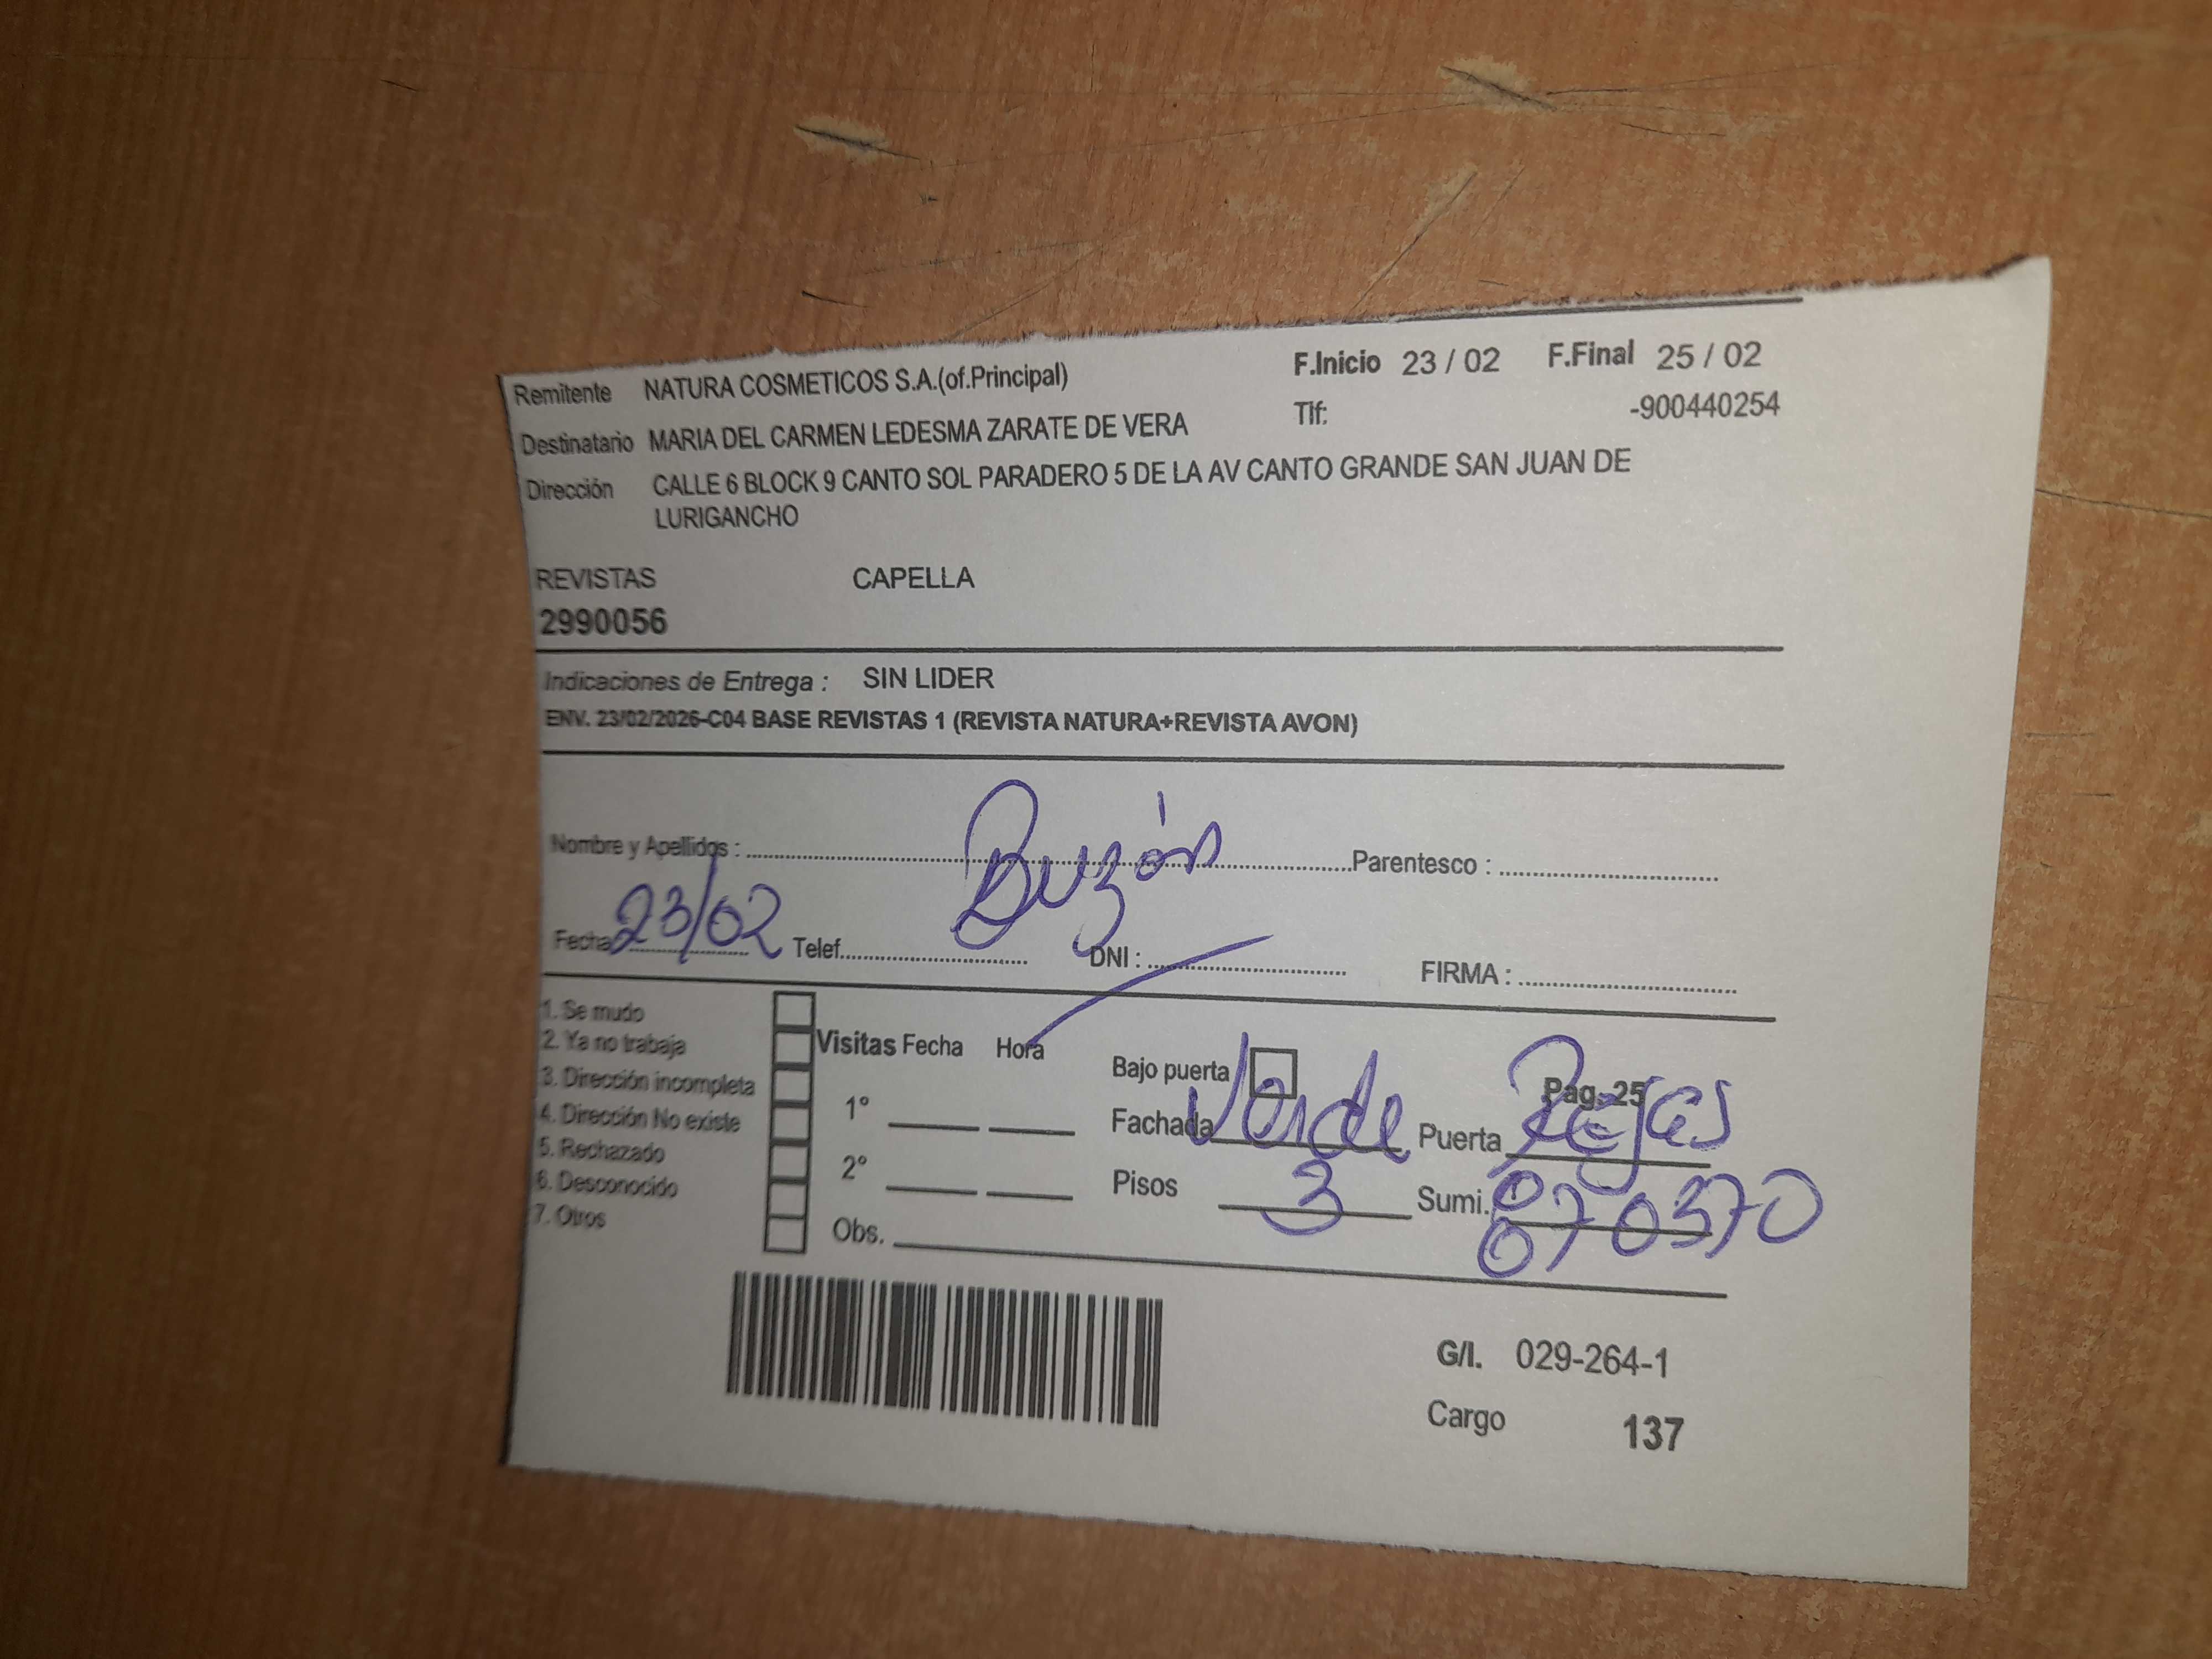 Remitente NATURA COSMETICOS S.A.(of.Principal) F.Inicio 23 / 02 F.Final 25 / 02
Destinatario MARIA DEL CARMEN LEDESMA ZARATE DE VERA Tlf: -900440254
Dirección CALLE 6 BLOCK 9 CANTO SOL PARADERO 5 DE LA AV CANTO GRANDE SAN JUAN DE
LURIGANCHO
REVISTAS CAPELLA
2990056
Indicaciones de Entrega : SIN LIDER
ENV. 23/02/2026-C04 BASE REVISTAS 1 (REVISTA NATURA+REVISTA AVON)
Nombre y Apellidos : Buzón Parentesco :
Fecha 23/02 Telef. DNI : FIRMA :
1. Se mudo
2. Ya no trabaja
3. Dirección incompleta
4. Dirección No existe
5. Rechazado
6. Desconocido
7. Otros
Visitas Fecha Hora
1°
2°
Obs.
Bajo puerta Pag.-25
Fachada Verde Puerta Rejas
Pisos 3 Sumi.
G/I. 029-264-1
Cargo 137